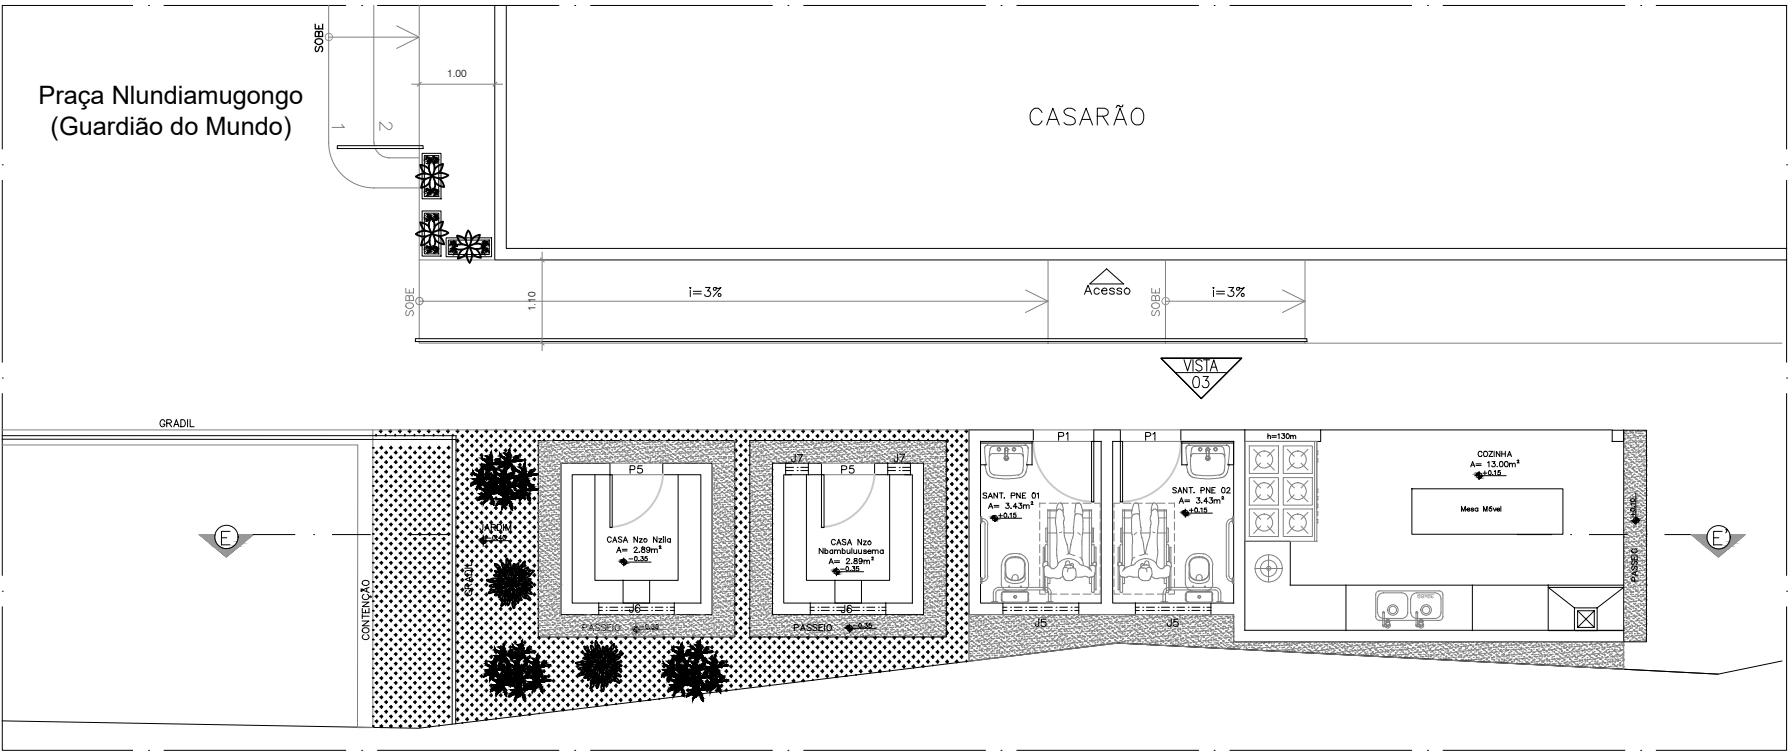 SOBE
1.00
Praça Nlundiamugongo
(Guardião do Mundo)
1
2
CASARÃO
SOBE
1.10
i=3%
Acesso
SOBE
i=3%
VISTA
03
GRADIL
P1
P1
h=130m
COZINHA
A= 13.00m²
+0.15
Mesa Móvel
J7
J7
P5
P5
SANT. PNE 01
A= 3.43m²
+0.15
SANT. PNE 02
A= 3.43m²
+0.15
E
E'
JARDIM
CASA Nzo Nzila
A= 2.89m²
-0.35
CASA Nzo
Nbambuluusema
A= 2.89m²
-0.35
GRADIL
CONTENÇÃO
PASSEIO
J6
J6
PASSEIO
-0.35
PASSEIO
-0.35
J5
J5